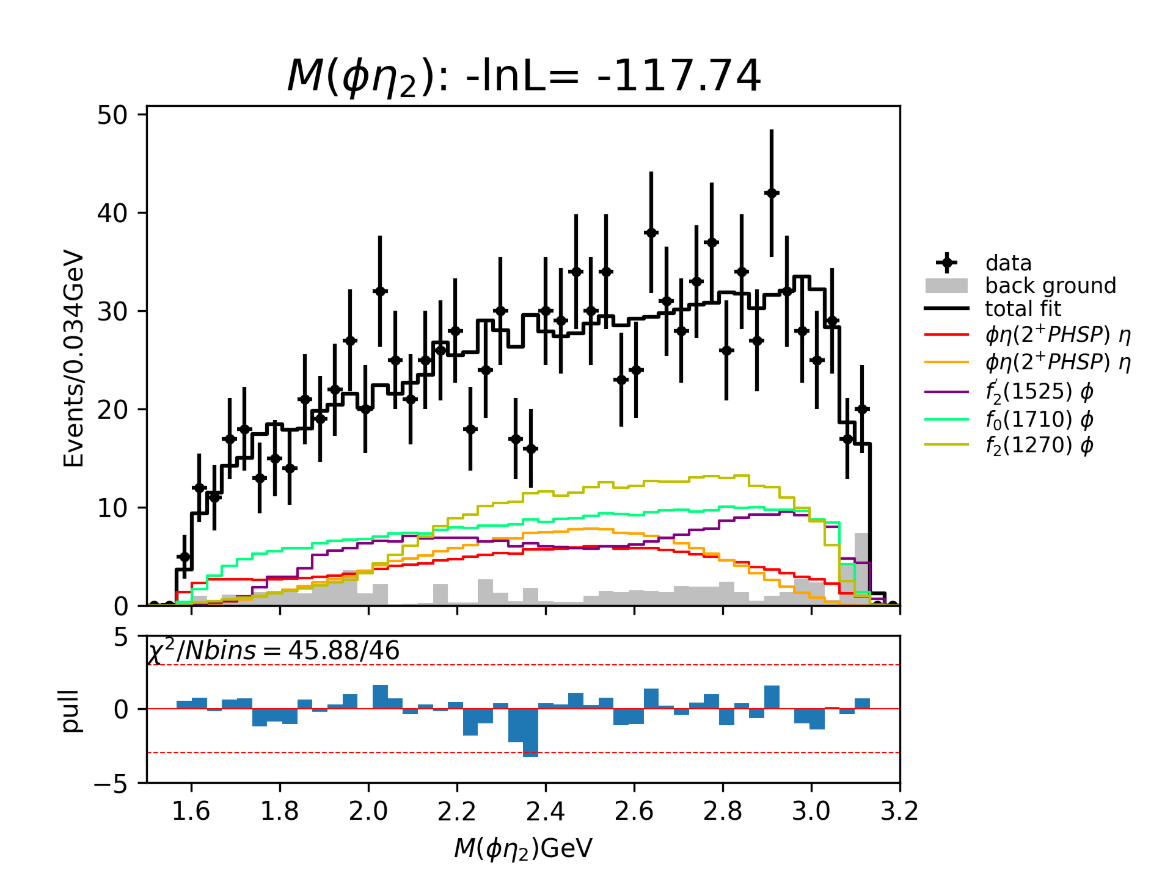 M(ϕη₂): -lnL= -117.74
50
40
30
20
10
0
Events/0.034GeV
data
back ground
total fit
ϕη(2⁺PHSP) η
ϕη(2⁺PHSP) η
f₂′(1525) ϕ
f₀(1710) ϕ
f₂(1270) ϕ
5
0
−5
pull
χ²/Nbins = 45.88/46
1.6 1.8 2.0 2.2 2.4 2.6 2.8 3.0 3.2
M(ϕη₂)GeV